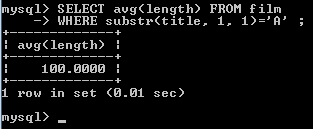 mysql> SELECT avg(length) FROM film
    -> WHERE substr(title, 1, 1)='A' ;
+-------------+
¦ avg(length) ¦
+-------------+
¦    100.0000 ¦
+-------------+
1 row in set (0.01 sec)
mysql> _